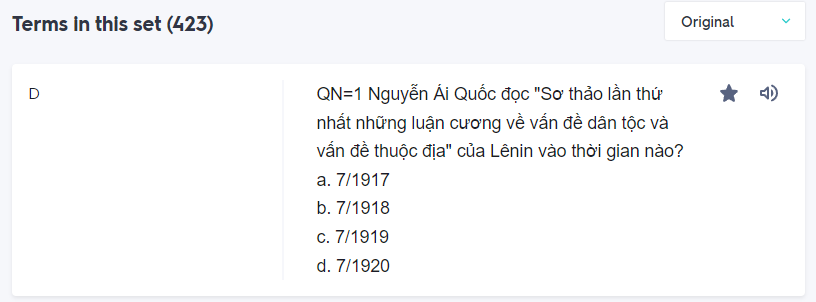 Terms in this set (423)
Original
D
QN=1 Nguyễn Ái Quốc đọc "Sơ thảo lần thứ
nhất những luận cương về vấn đề dân tộc và
vấn đề thuộc địa" của Lênin vào thời gian nào?
a. 7/1917
b. 7/1918
c. 7/1919
d. 7/1920